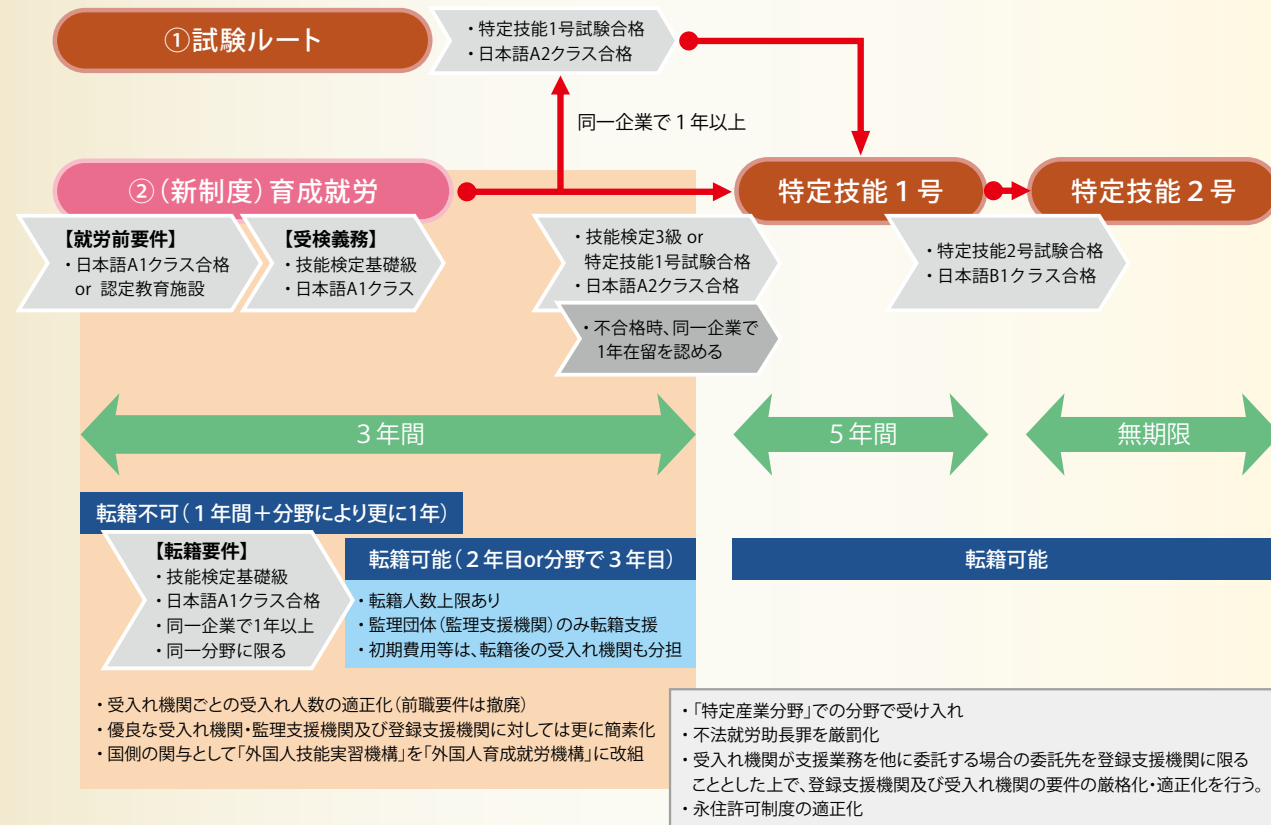 ①試験ルート
・特定技能1号試験合格
・日本語A2クラス合格
同一企業で1年以上
②(新制度)育成就労
特定技能1号
特定技能2号
【就労前要件】
・日本語A1クラス合格
or 認定教育施設
【受検義務】
・技能検定基礎級
・日本語A1クラス
・技能検定3級 or
特定技能1号試験合格
・日本語A2クラス合格
・不合格時、同一企業で
1年在留を認める
・特定技能2号試験合格
・日本語B1クラス合格
3年間
5年間
無期限
転籍不可(1年間+分野により更に1年)
【転籍要件】
・技能検定基礎級
・日本語A1クラス合格
・同一企業で1年以上
・同一分野に限る
転籍可能(2年目or分野で3年目)
・転籍人数上限あり
・監理団体(監理支援機関)のみ転籍支援
・初期費用等は、転籍後の受入れ機関も分担
転籍可能
・受入れ機関ごとの受入れ人数の適正化(前職要件は撤廃)
・優良な受入れ機関・監理支援機関及び登録支援機関に対しては更に簡素化
・国側の関与として「外国人技能実習機構」を「外国人育成就労機構」に改組
・「特定産業分野」での分野で受け入れ
・不法就労助長罪を厳罰化
・受入れ機関が支援業務を他に委託する場合の委託先を登録支援機関に限る
こととした上で、登録支援機関及び受入れ機関の要件の厳格化・適正化を行う。
・永住許可制度の適正化